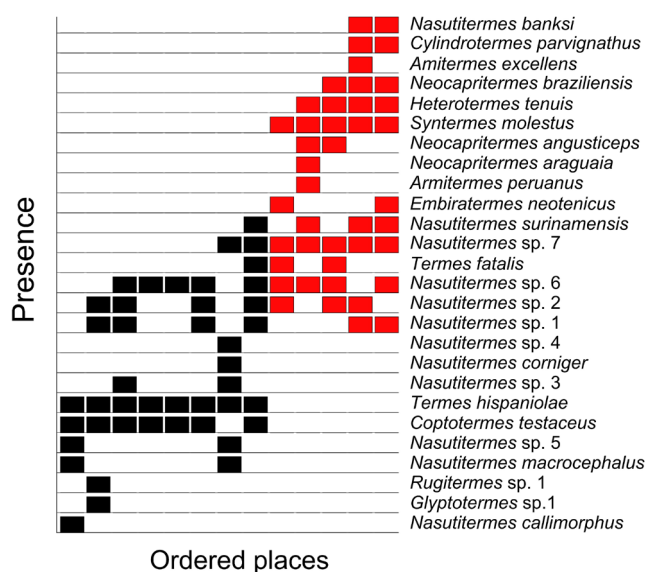 Nasutitermes banksi
Cylindrotermes parvignathus
Amitermes excellens
Neocapritermes braziliensis
Heterotermes tenuis
Syntermes molestus
Neocapritermes angusticeps
Neocapritermes araguaia
Armitermes peruanus
Embiratermes neotenicus
Nasutitermes surinamensis
Nasutitermes sp. 7
Termes fatalis
Nasutitermes sp. 6
Nasutitermes sp. 2
Nasutitermes sp. 1
Nasutitermes sp. 4
Nasutitermes corniger
Nasutitermes sp. 3
Termes hispaniolae
Coptotermes testaceus
Nasutitermes sp. 5
Nasutitermes macrocephalus
Rugitermes sp. 1
Glyptotermes sp.1
Nasutitermes callimorphus
Presence
Ordered places